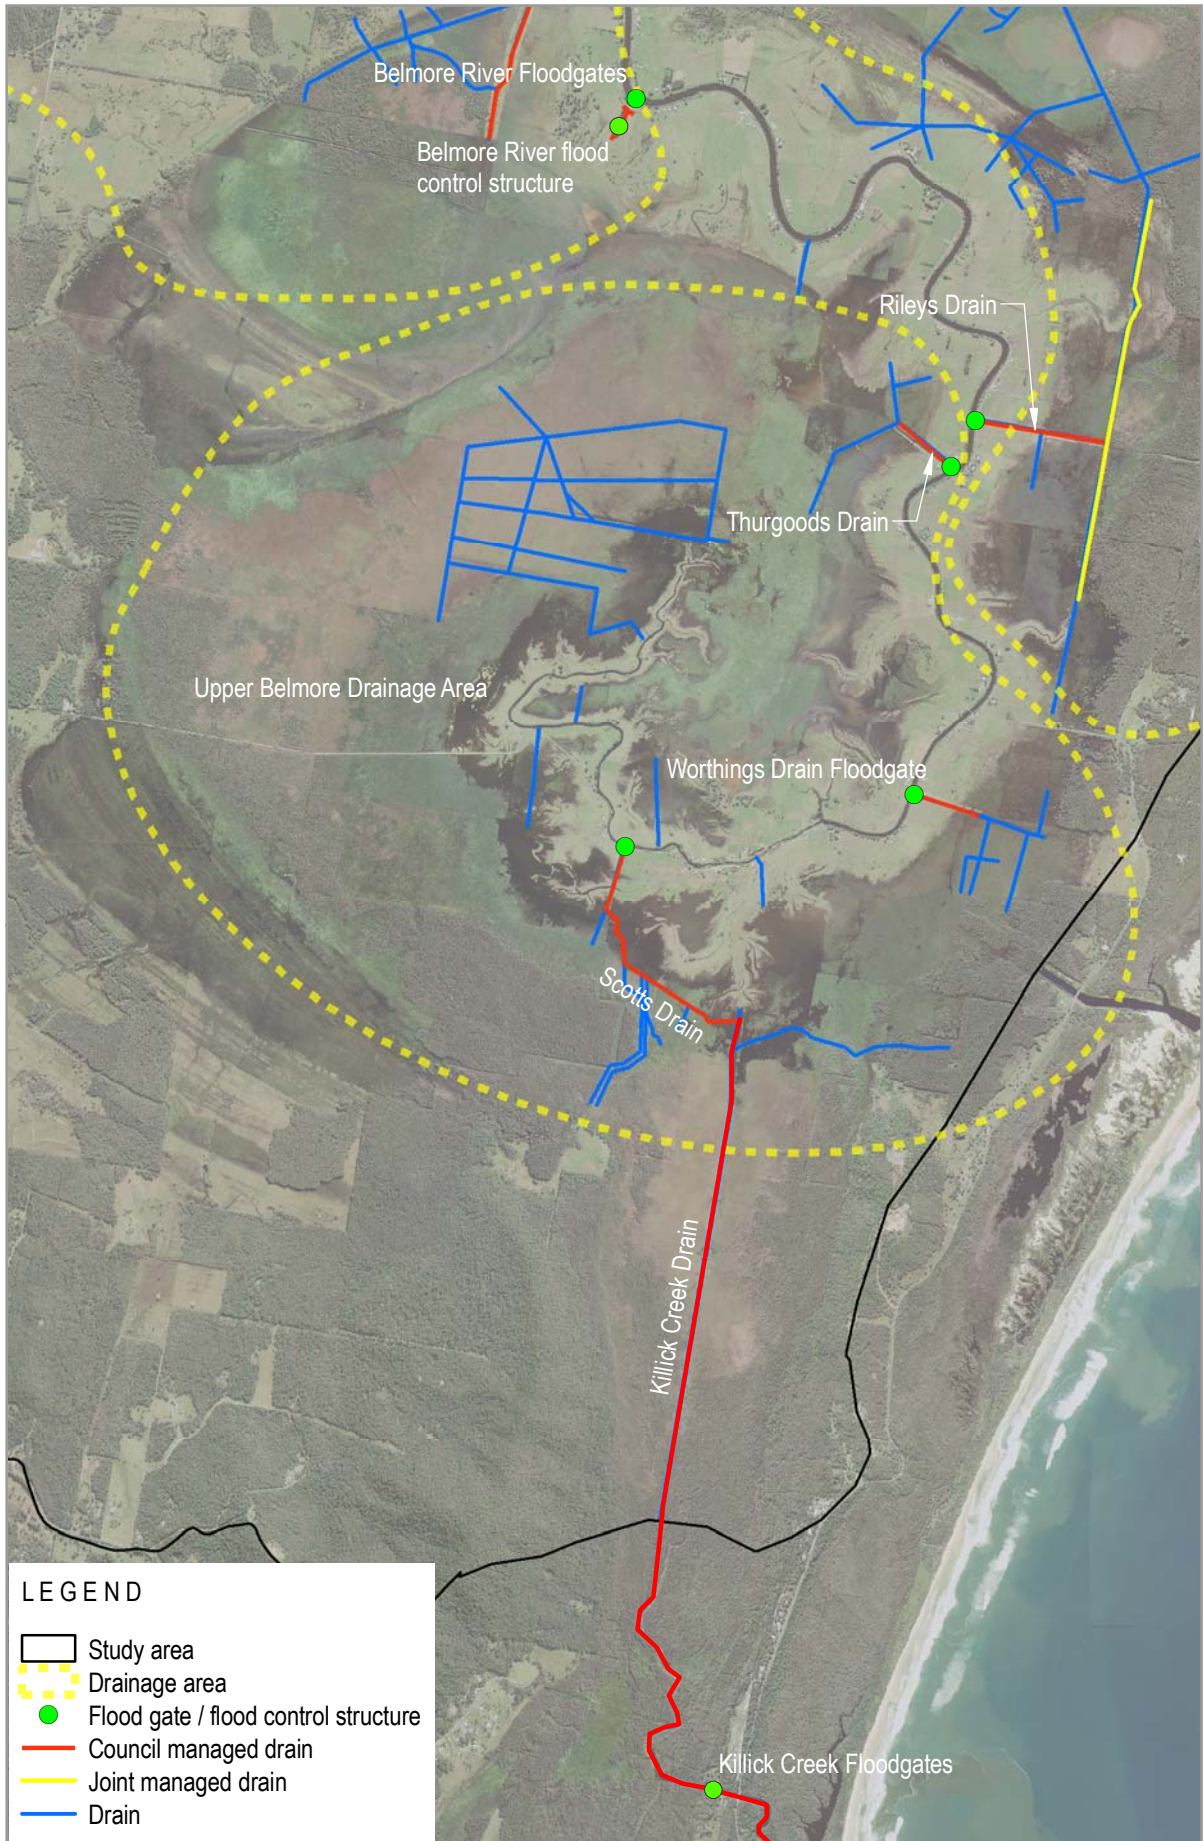 Belmore River Floodgates
Belmore River flood
control structure
Rileys Drain
Thurgoods Drain
Upper Belmore Drainage Area
Worthings Drain Floodgate
Scotts Drain
Killick Creek Drain
LEGEND
Study area
Drainage area
Flood gate / flood control structure
Council managed drain
Joint managed drain
Drain
Killick Creek Floodgates